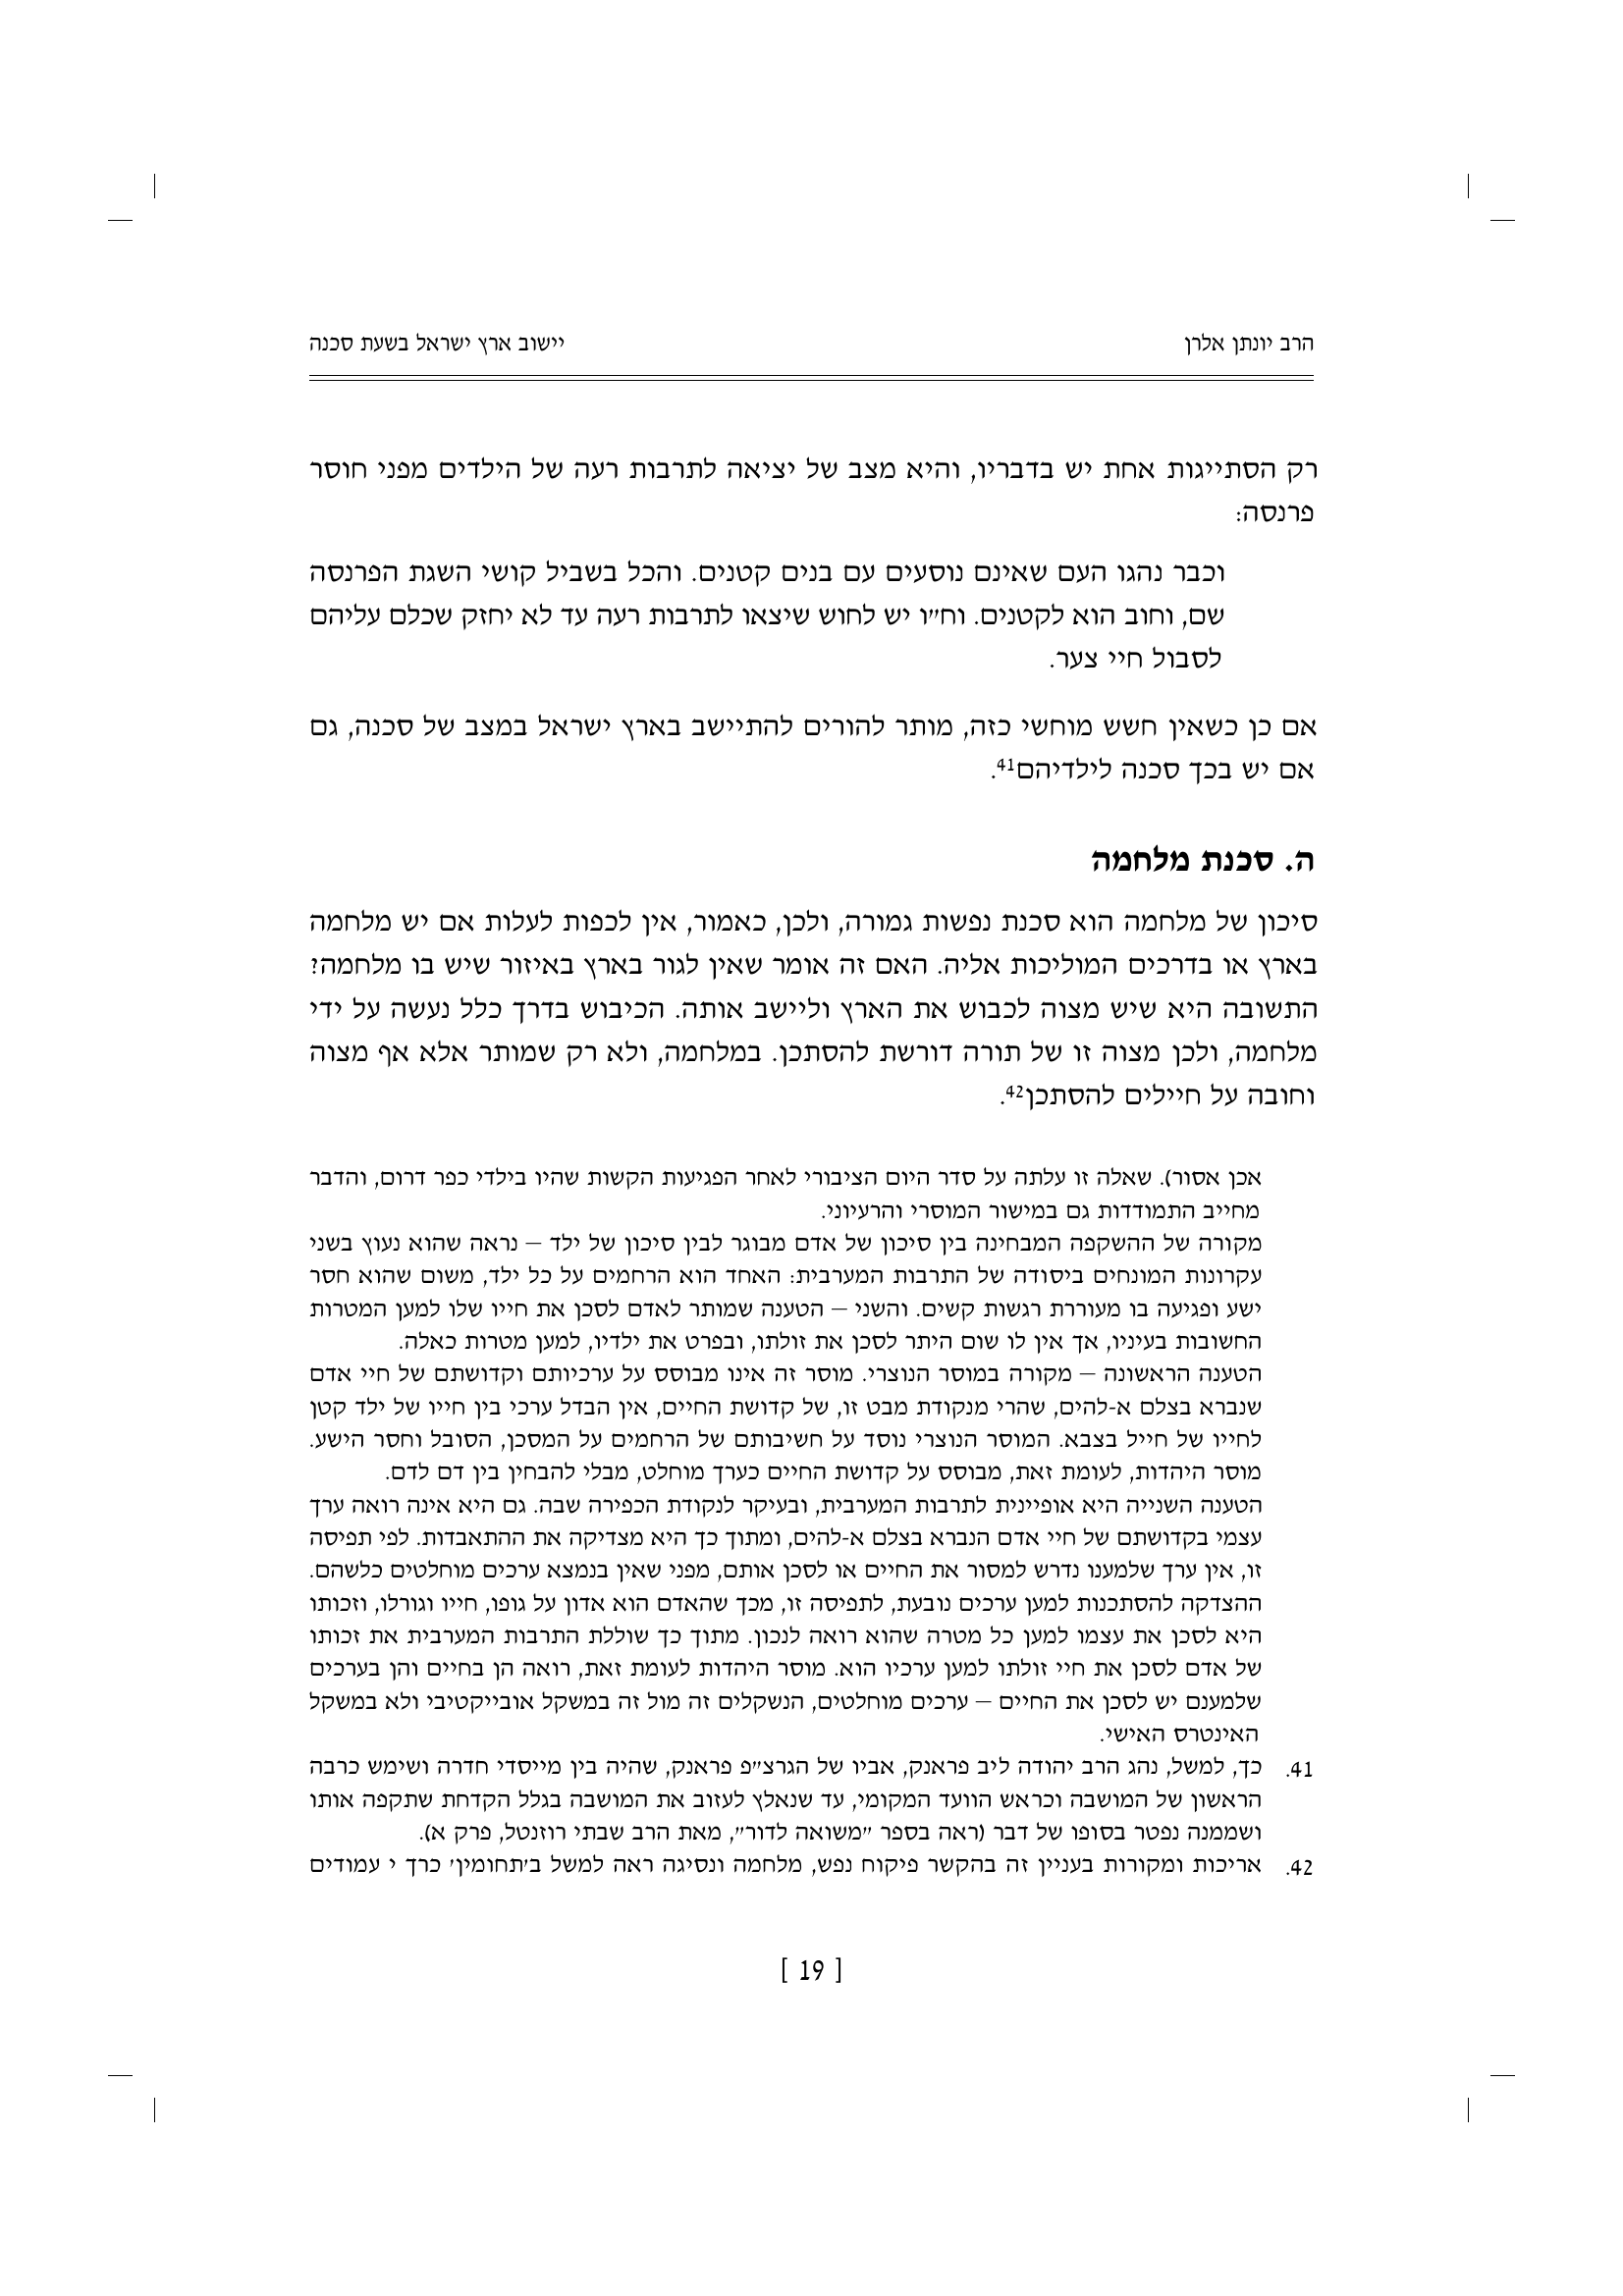 הרב יונתן אלרן
יישוב ארץ ישראל בשעת סכנה
רק הסתייגות אחת יש בדבריו, והיא מצב של יציאה לתרבות רעה של הילדים מפני חוסר
פרנסה:
וכבר נהגו העם שאינם נוסעים עם בנים קטנים. והכל בשביל קושי השגת הפרנסה
שם, וחוב הוא לקטנים. וח״ו יש לחוש שיצאו לתרבות רעה עד לא יחזק שכלם עליהם
לסבול חיי צער.
אם כן כשאין חשש מוחשי כזה, מותר להורים להתיישב בארץ ישראל במצב של סכנה, גם
אם יש בכך סכנה לילדיהם41.
ה. סכנת מלחמה
סיכון של מלחמה הוא סכנת נפשות גמורה, ולכן, כאמור, אין לכפות לעלות אם יש מלחמה
בארץ או בדרכים המוליכות אליה. האם זה אומר שאין לגור בארץ באיזור שיש בו מלחמה?
התשובה היא שיש מצוה לכבוש את הארץ וליישב אותה. הכיבוש בדרך כלל נעשה על ידי
מלחמה, ולכן מצוה זו של תורה דורשת להסתכן. במלחמה, ולא רק שמותר אלא אף מצוה
וחובה על חיילים להסתכן42.
אכן אסור). שאלה זו עלתה על סדר היום הציבורי לאחר הפגיעות הקשות שהיו בילדי כפר דרום, והדבר
מחייב התמודדות גם במישור המוסרי והרעיוני.
מקורה של ההשקפה המבחינה בין סיכון של אדם מבוגר לבין סיכון של ילד – נראה שהוא נעוץ בשני
עקרונות המונחים ביסודה של התרבות המערבית: האחד הוא הרחמים על כל ילד, משום שהוא חסר
ישע ופגיעה בו מעוררת רגשות קשים. והשני – הטענה שמותר לאדם לסכן את חייו שלו למען המטרות
החשובות בעיניו, אך אין לו שום היתר לסכן את זולתו, ובפרט את ילדיו, למען מטרות כאלה.
הטענה הראשונה – מקורה במוסר הנוצרי. מוסר זה אינו מבוסס על ערכיותם וקדושתם של חיי אדם
שנברא בצלם א-להים, שהרי מנקודת מבט זו, של קדושת החיים, אין הבדל ערכי בין חייו של ילד קטן
לחייו של חייל בצבא. המוסר הנוצרי נוסד על חשיבותם של הרחמים על המסכן, הסובל וחסר הישע.
מוסר היהדות, לעומת זאת, מבוסס על קדושת החיים כערך מוחלט, מבלי להבחין בין דם לדם.
הטענה השנייה היא אופיינית לתרבות המערבית, ובעיקר לנקודת הכפירה שבה. גם היא אינה רואה ערך
עצמי בקדושתם של חיי אדם הנברא בצלם א-להים, ומתוך כך היא מצדיקה את ההתאבדות. לפי תפיסה
זו, אין ערך שלמענו נדרש למסור את החיים או לסכן אותם, מפני שאין בנמצא ערכים מוחלטים כלשהם.
ההצדקה להסתכנות למען ערכים נובעת, לתפיסה זו, מכך שהאדם הוא אדון על גופו, חייו וגורלו, וזכותו
היא לסכן את עצמו למען כל מטרה שהוא רואה לנכון. מתוך כך שוללת התרבות המערבית את זכותו
של אדם לסכן את חיי זולתו למען ערכיו הוא. מוסר היהדות לעומת זאת, רואה הן בחיים והן בערכים
שלמענם יש לסכן את החיים – ערכים מוחלטים, הנשקלים זה מול זה במשקל אובייקטיבי ולא במשקל
האינטרס האישי.
41. כך, למשל, נהג הרב יהודה ליב פראנק, אביו של הגרצ״פ פראנק, שהיה בין מייסדי חדרה ושימש כרבה
הראשון של המושבה וכראש הוועד המקומי, עד שנאלץ לעזוב את המושבה בגלל הקדחת שתקפה אותו
ושממנה נפטר בסופו של דבר (ראה בספר ״משואה לדור״, מאת הרב שבתי רוזנטל, פרק א).
42. אריכות ומקורות בעניין זה בהקשר פיקוח נפש, מלחמה ונסיגה ראה למשל ב׳תחומין׳ כרך י עמודים
[ 19 ]